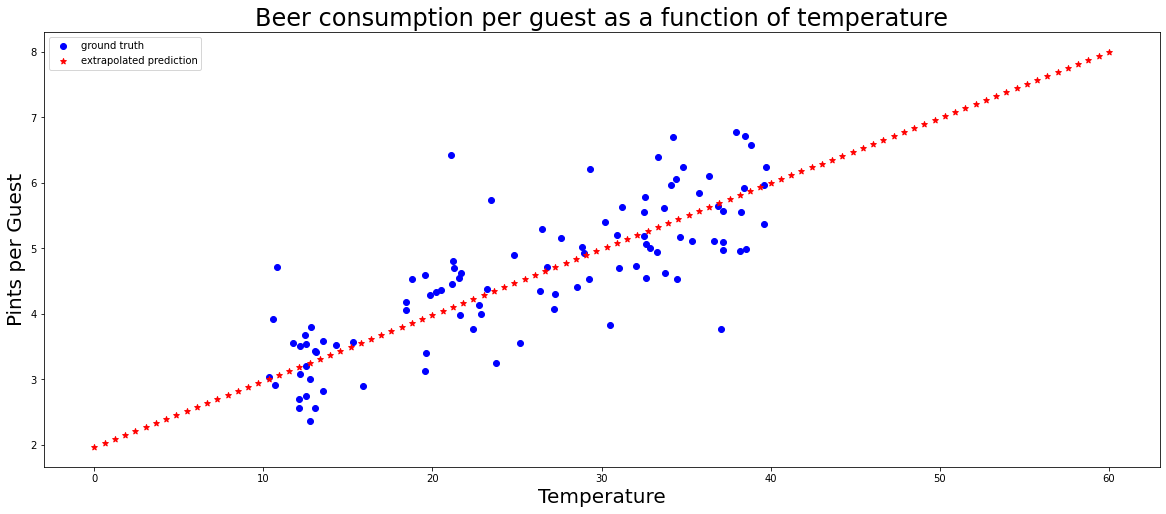 Beer consumption per guest as a function of temperature
ground truth
extrapolated prediction
Pints per Guest
8
7
6
5
4
3
2
0 10 20 30 40 50 60
Temperature